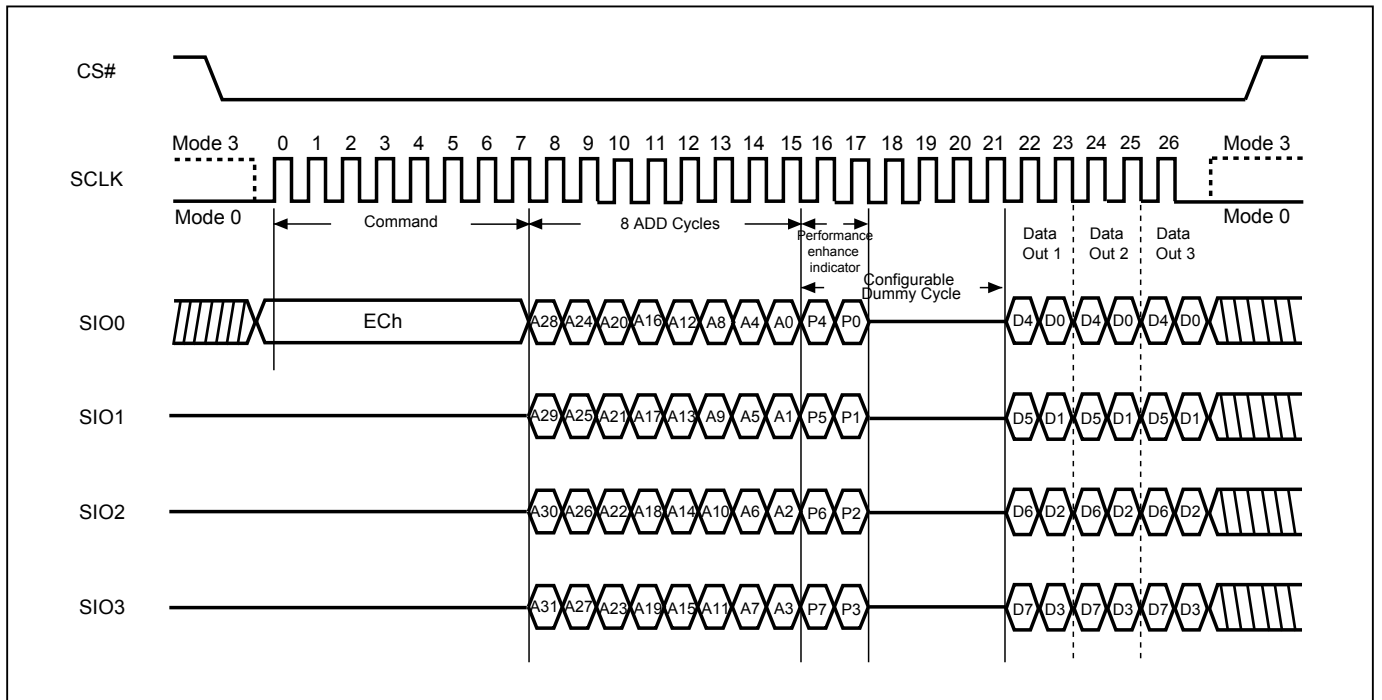 CS#
Mode 3 0 1 2 3 4 5 6 7 8 9 10 11 12 13 14 15 16 17 18 19 20 21 22 23 24 25 26 Mode 3
SCLK
Mode 0 Mode 0
Command 8 ADD Cycles Performance enhance indicator Data Out 1 Data Out 2 Data Out 3
Configurable Dummy Cycle
SIO0 ECh A28 A24 A20 A16 A12 A8 A4 A0 P4 P0 D4 D0 D4 D0 D4 D0
SIO1 A29 A25 A21 A17 A13 A9 A5 A1 P5 P1 D5 D1 D5 D1 D5 D1
SIO2 A30 A26 A22 A18 A14 A10 A6 A2 P6 P2 D6 D2 D6 D2 D6 D2
SIO3 A31 A27 A23 A19 A15 A11 A7 A3 P7 P3 D7 D3 D7 D3 D7 D3